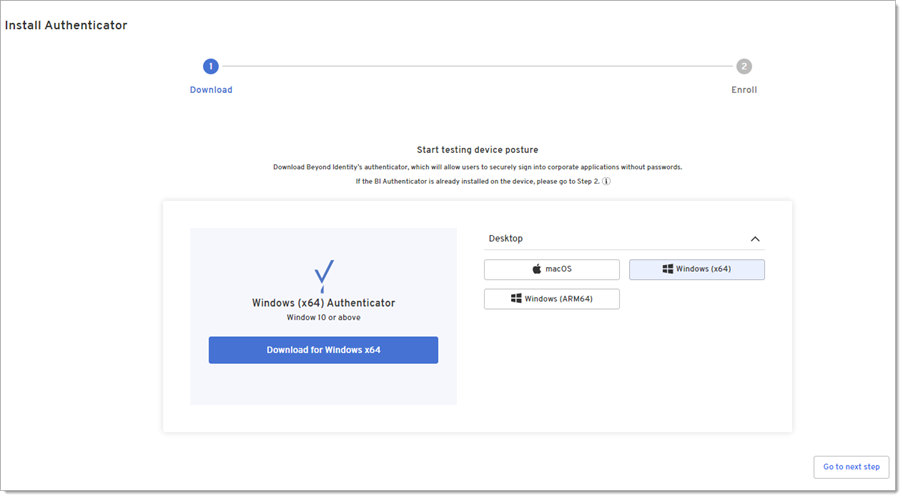 Install Authenticator
1
2
Download
Enroll
Start testing device posture
Download Beyond Identity's authenticator, which will allow users to securely sign into corporate applications without passwords.
If the BI Authenticator is already installed on the device, please go to Step 2. i
Windows (x64) Authenticator
Window 10 or above
Download for Windows x64
Desktop
macOS
Windows (x64)
Windows (ARM64)
Go to next step